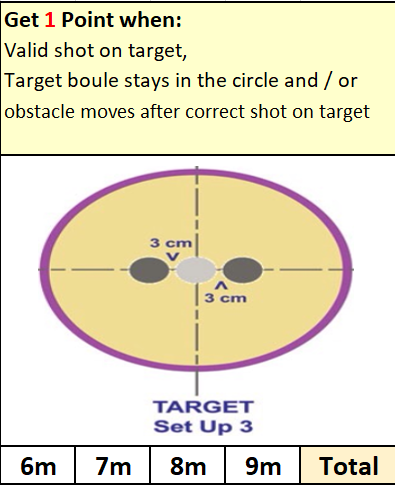 Get 1 Point when:
Valid shot on target,
Target boule stays in the circle and / or
obstacle moves after correct shot on target
3 cm
3 cm
TARGET
Set Up 3
6m 7m 8m 9m Total